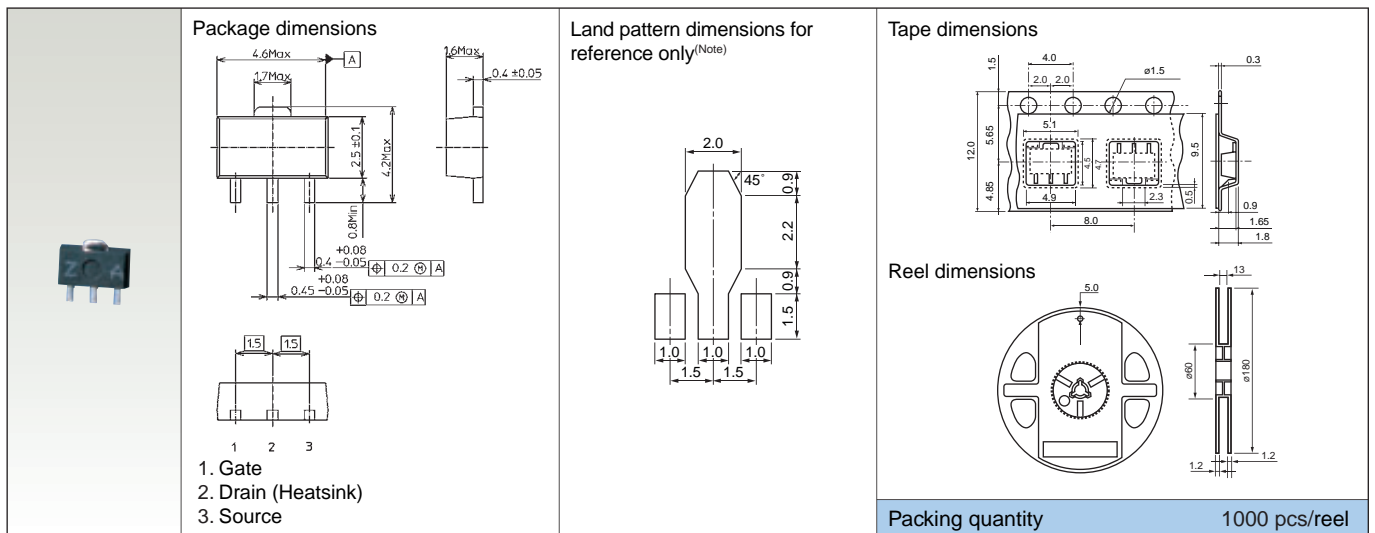 Package dimensions
4.6Max
A
1.7Max
2.5 ±0.1
4.2Max
0.8Min
+0.08
0.4 -0.05
⌖ 0.2 Ⓜ A
+0.08
0.45 -0.05
⌖ 0.2 Ⓜ A
1.6Max
0.4 ±0.05
1.5
1.5
1 2 3
1. Gate
2. Drain (Heatsink)
3. Source
Z 4
Land pattern dimensions for
reference only(Note)
2.0
45°
0.9
2.2
0.9
1.5
1.0
1.0
1.0
1.5
1.5
Tape dimensions
1.5
4.0
2.0
2.0
ø1.5
0.3
12.0
5.65
4.85
5.1
4.5
4.7
9.5
4.9
2.3
0.5
8.0
0.9
1.65
1.8
Reel dimensions
5.0
13
ø60
ø180
1.2
1.2
Packing quantity 1000 pcs/reel